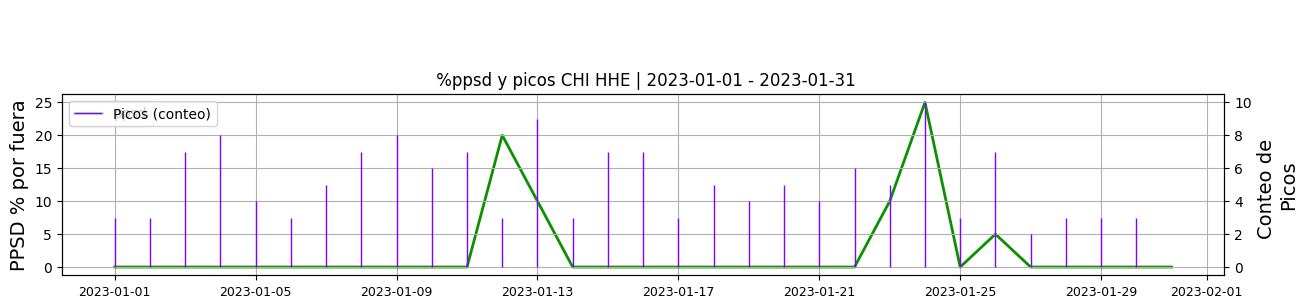 %ppsd y picos CHI HHE | 2023-01-01 - 2023-01-31
PPSD % por fuera
25
20
15
10
5
0
Picos (conteo)
10
8
6
4
2
0
Conteo de
Picos
2023-01-01 2023-01-05 2023-01-09 2023-01-13 2023-01-17 2023-01-21 2023-01-25 2023-01-29 2023-02-01